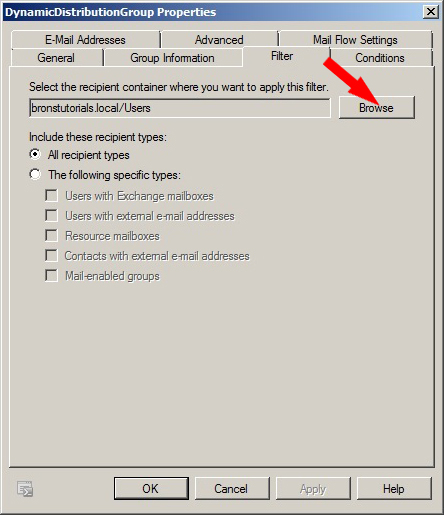 DynamicDistributionGroup Properties
E-Mail Addresses Advanced Mail Flow Settings
General Group Information Filter Conditions
Select the recipient container where you want to apply this filter.
bronstutorials.local/Users Browse
Include these recipient types:
All recipient types
The following specific types:
Users with Exchange mailboxes
Users with external e-mail addresses
Resource mailboxes
Contacts with external e-mail addresses
Mail-enabled groups
OK Cancel Apply Help